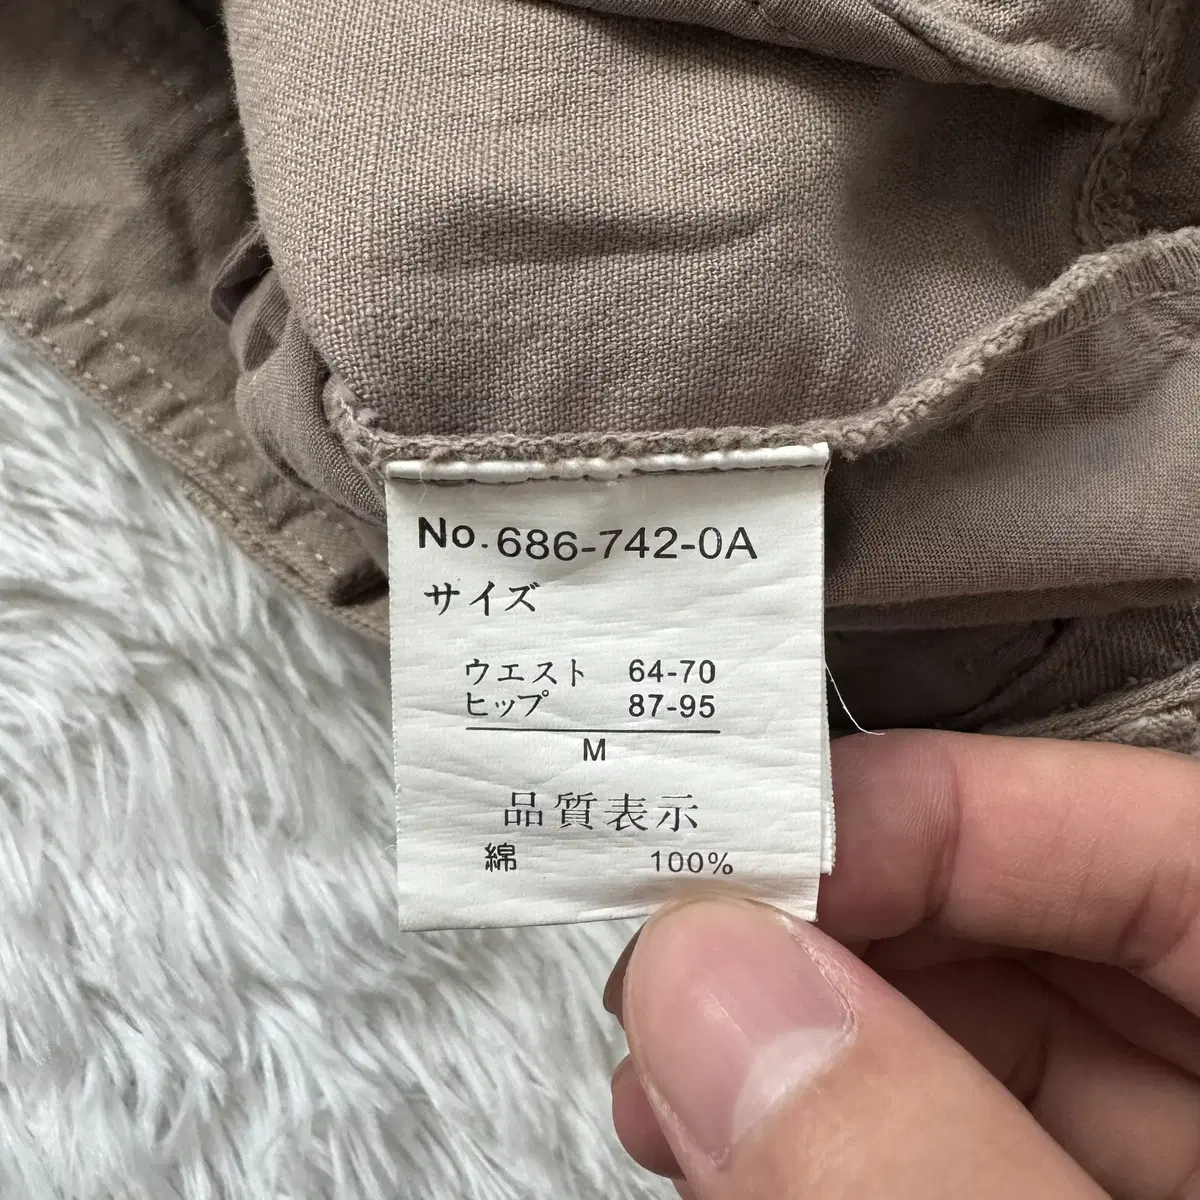 No.686-742-0A
サイズ
ウエスト 64-70
ヒップ 87-95
M
品質表示
綿 100%